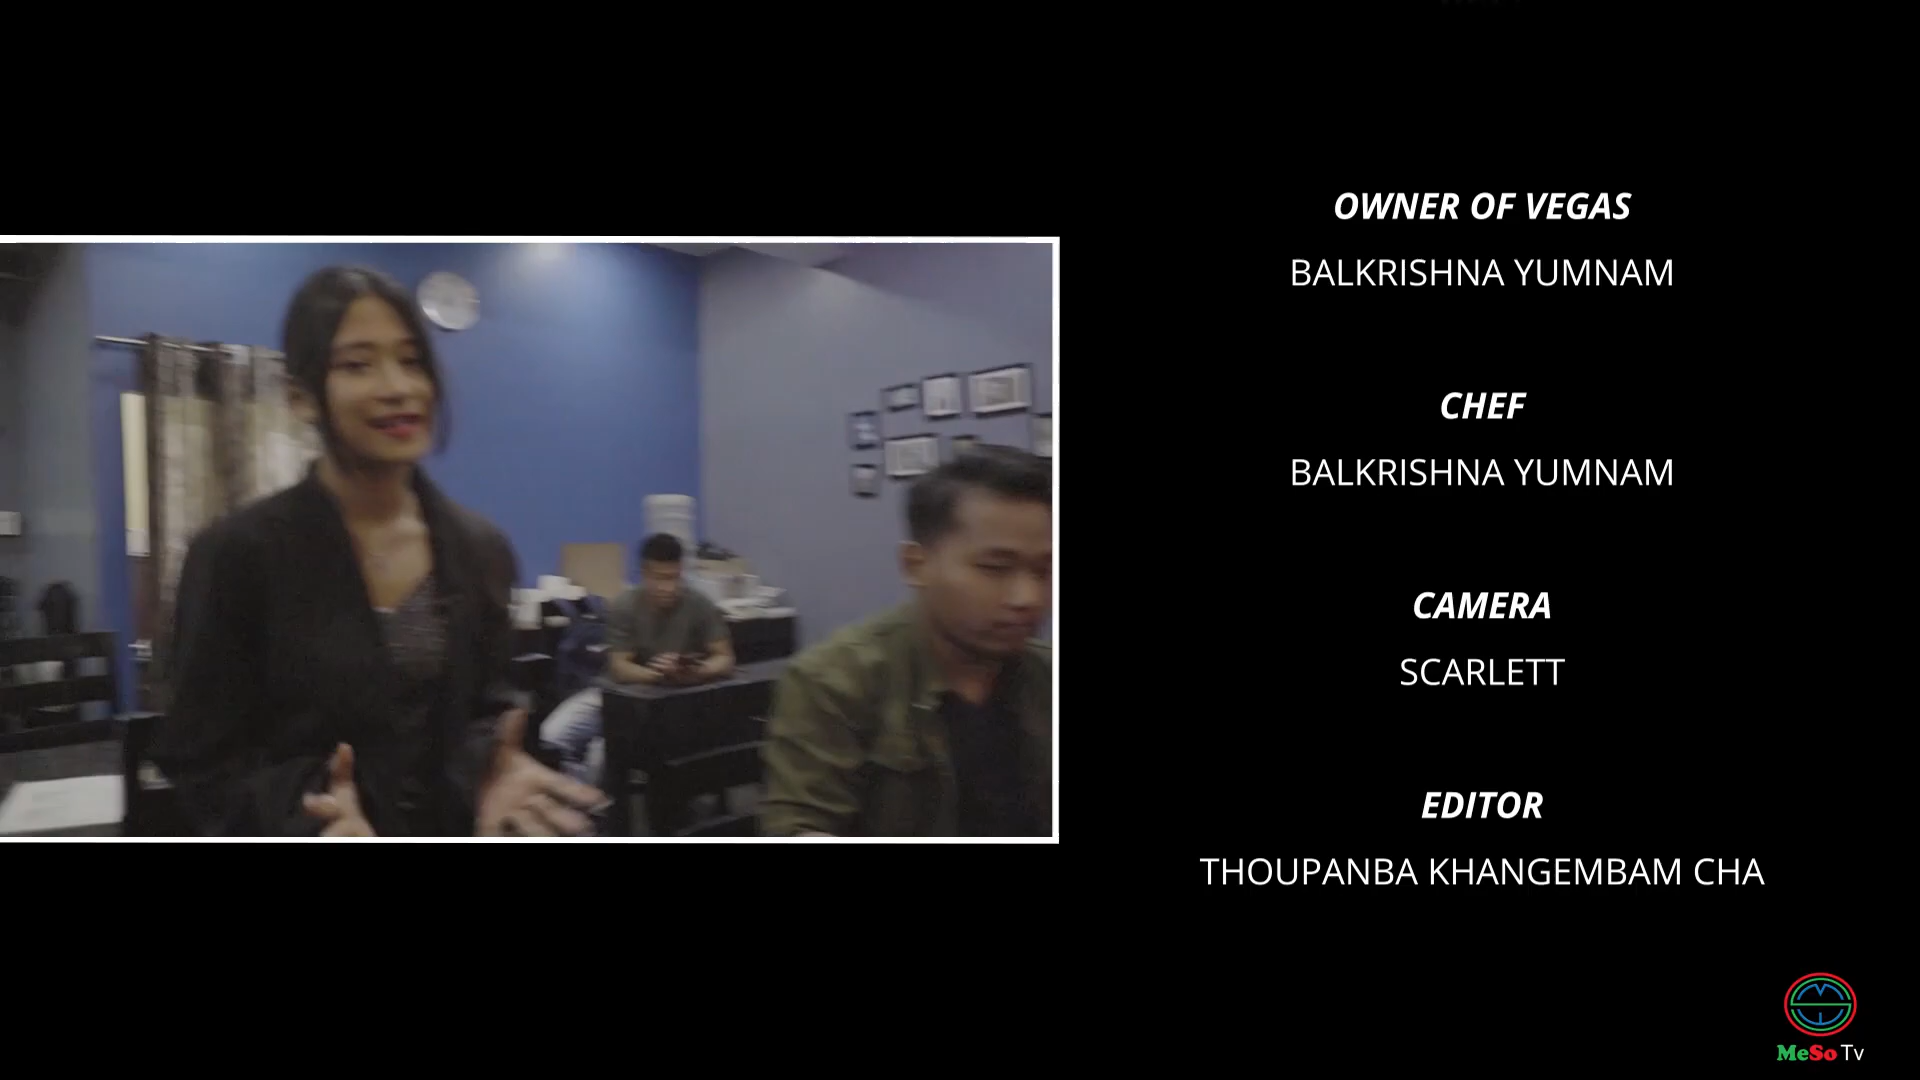 OWNER OF VEGAS
BALKRISHNA YUMNAM
CHEF
BALKRISHNA YUMNAM
CAMERA
SCARLETT
EDITOR
THOUPANBA KHANGEMBAM CHA
MeSo Tv